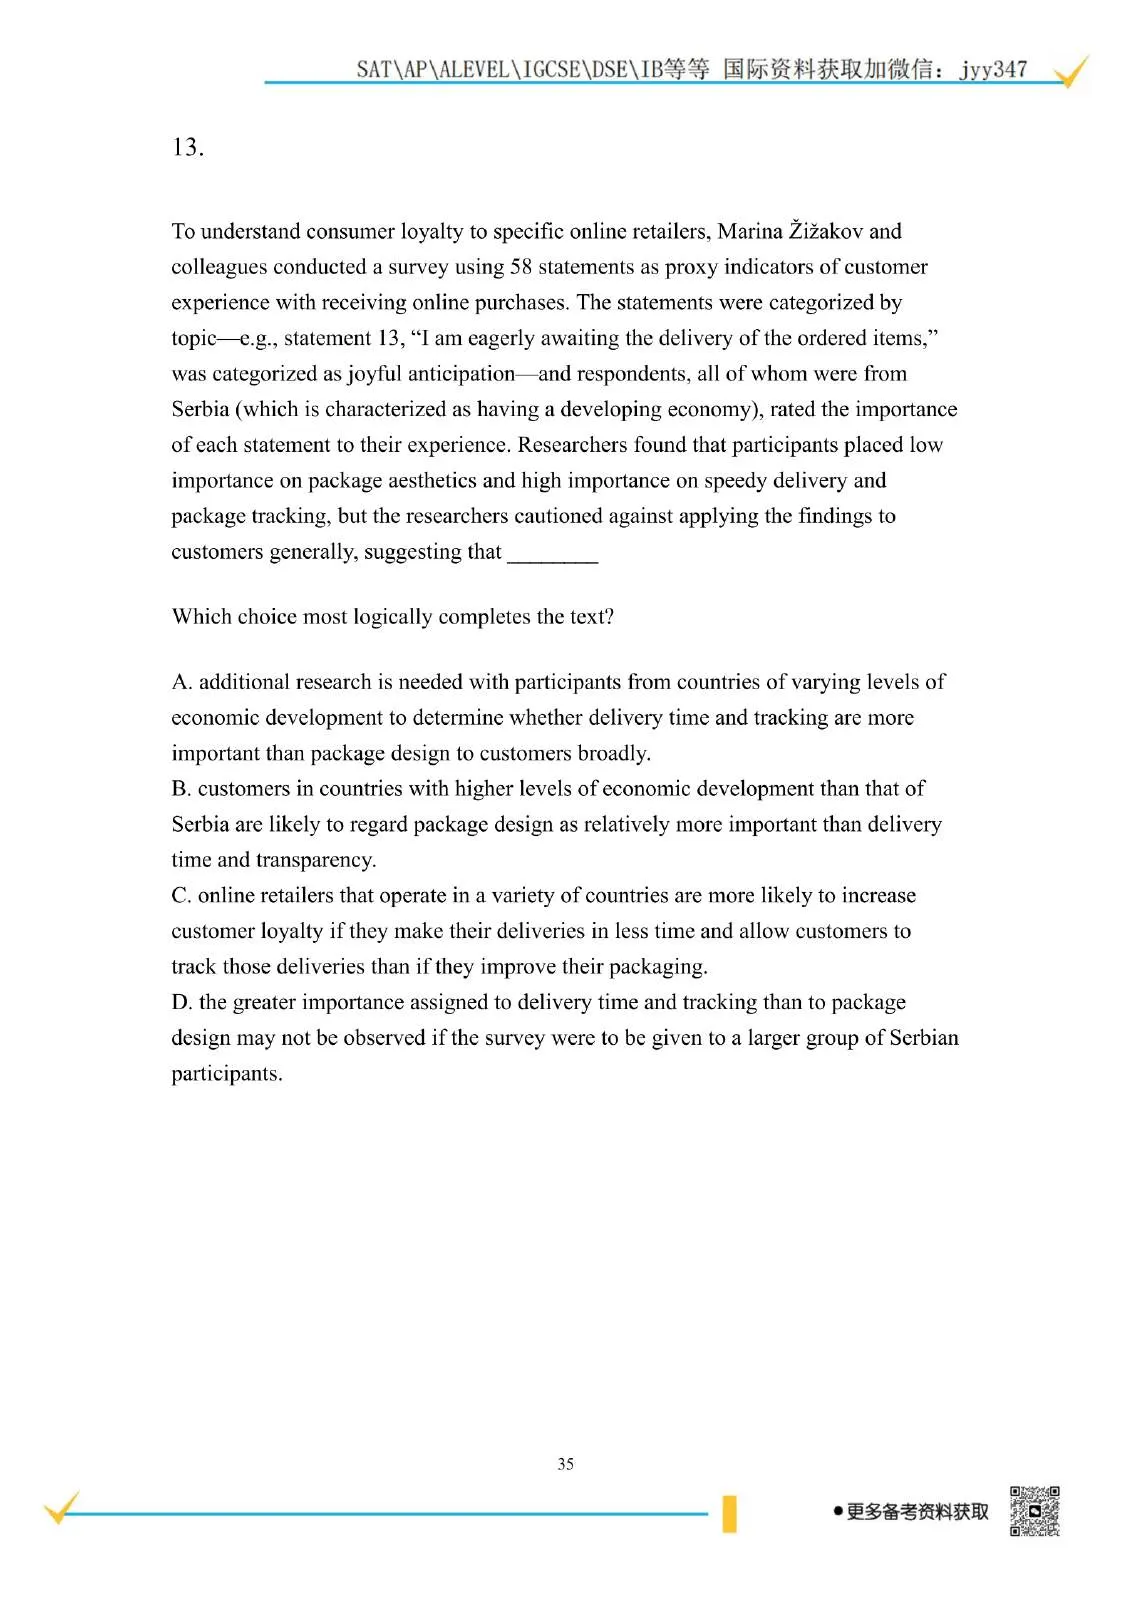 SAT\AP\ALEVEL\IGCSE\DSE\IB等等 国际资料获取加微信：jyy347
13.
To understand consumer loyalty to specific online retailers, Marina Žižakov and
colleagues conducted a survey using 58 statements as proxy indicators of customer
experience with receiving online purchases. The statements were categorized by
topic—e.g., statement 13, “I am eagerly awaiting the delivery of the ordered items,”
was categorized as joyful anticipation—and respondents, all of whom were from
Serbia (which is characterized as having a developing economy), rated the importance
of each statement to their experience. Researchers found that participants placed low
importance on package aesthetics and high importance on speedy delivery and
package tracking, but the researchers cautioned against applying the findings to
customers generally, suggesting that ________
Which choice most logically completes the text?
A. additional research is needed with participants from countries of varying levels of
economic development to determine whether delivery time and tracking are more
important than package design to customers broadly.
B. customers in countries with higher levels of economic development than that of
Serbia are likely to regard package design as relatively more important than delivery
time and transparency.
C. online retailers that operate in a variety of countries are more likely to increase
customer loyalty if they make their deliveries in less time and allow customers to
track those deliveries than if they improve their packaging.
D. the greater importance assigned to delivery time and tracking than to package
design may not be observed if the survey were to be given to a larger group of Serbian
participants.
35
●更多备考资料获取